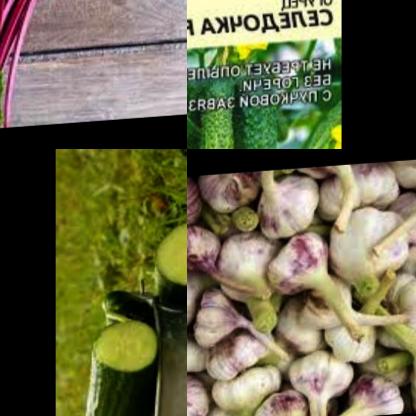 ОГУРЕЦ
СЕЛЕДОЧКА F
НЕ ТРЕБУЕТ ОПЫЛЕ
БЕЗ ГОРЕЧИ.
С ПУЧКОВОЙ ЗАВЯЗ